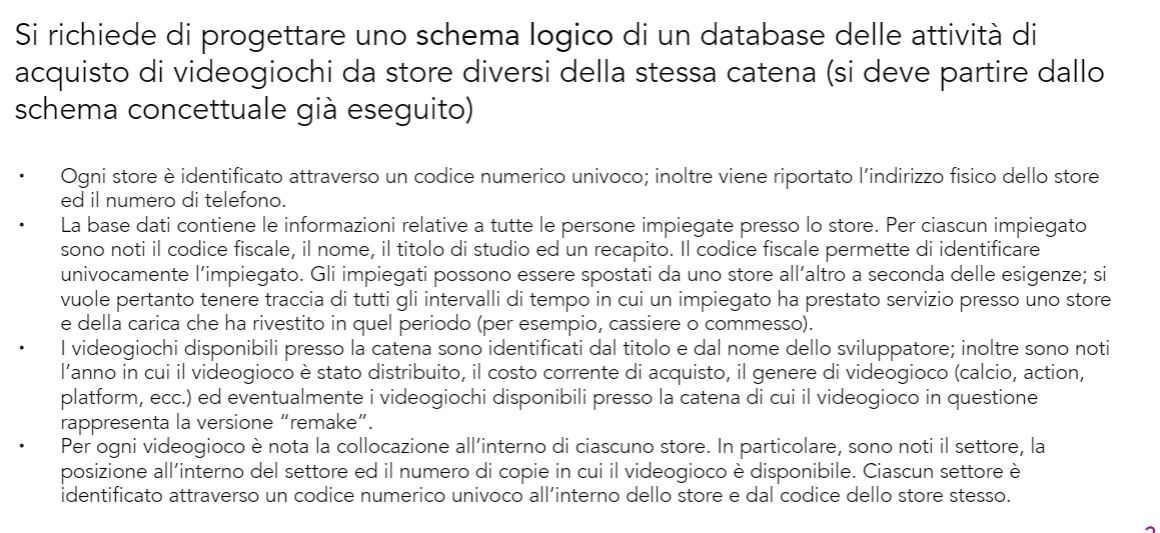 Si richiede di progettare uno schema logico di un database delle attività di
acquisto di videogiochi da store diversi della stessa catena (si deve partire dallo
schema concettuale già eseguito)
• Ogni store è identificato attraverso un codice numerico univoco; inoltre viene riportato l'indirizzo fisico dello store
ed il numero di telefono.
• La base dati contiene le informazioni relative a tutte le persone impiegate presso lo store. Per ciascun impiegato
sono noti il codice fiscale, il nome, il titolo di studio ed un recapito. Il codice fiscale permette di identificare
univocamente l'impiegato. Gli impiegati possono essere spostati da uno store all'altro a seconda delle esigenze; si
vuole pertanto tenere traccia di tutti gli intervalli di tempo in cui un impiegato ha prestato servizio presso uno store
e della carica che ha rivestito in quel periodo (per esempio, cassiere o commesso).
• I videogiochi disponibili presso la catena sono identificati dal titolo e dal nome dello sviluppatore; inoltre sono noti
l'anno in cui il videogioco è stato distribuito, il costo corrente di acquisto, il genere di videogioco (calcio, action,
platform, ecc.) ed eventualmente i videogiochi disponibili presso la catena di cui il videogioco in questione
rappresenta la versione "remake".
• Per ogni videogioco è nota la collocazione all'interno di ciascuno store. In particolare, sono noti il settore, la
posizione all'interno del settore ed il numero di copie in cui il videogioco è disponibile. Ciascun settore è
identificato attraverso un codice numerico univoco all'interno dello store e dal codice dello store stesso.